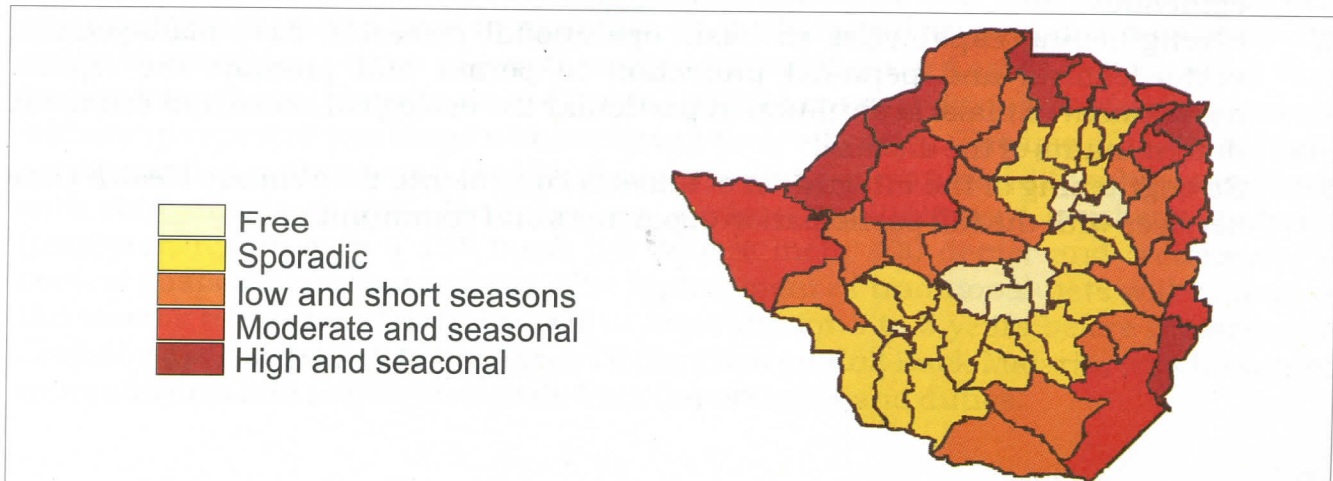 Free
Sporadic
low and short seasons
Moderate and seasonal
High and seaconal